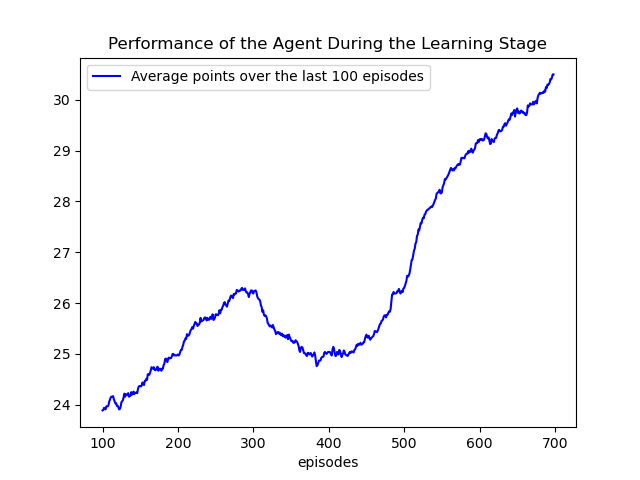 Performance of the Agent During the Learning Stage
Average points over the last 100 episodes
30
29
28
27
26
25
24
100 200 300 400 500 600 700
episodes